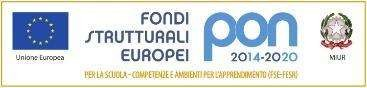 FONDI
STRUTTURALI
EUROPEI
pon
2014-2020
Unione Europea
MIUR
PER LA SCUOLA - COMPETENZE E AMBIENTI PER L'APPRENDIMENTO (FSE-FESR)